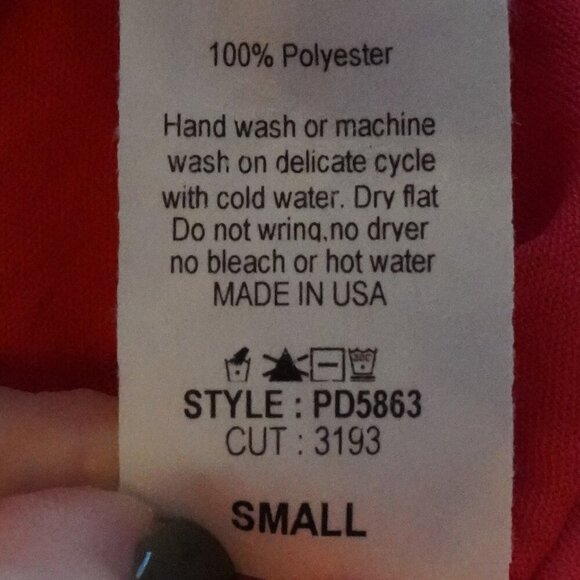 100% Polyester
Hand wash or machine
wash on delicate cycle
with cold water. Dry flat
Do not wring,no dryer
no bleach or hot water
MADE IN USA
STYLE : PD5863
CUT : 3193
SMALL